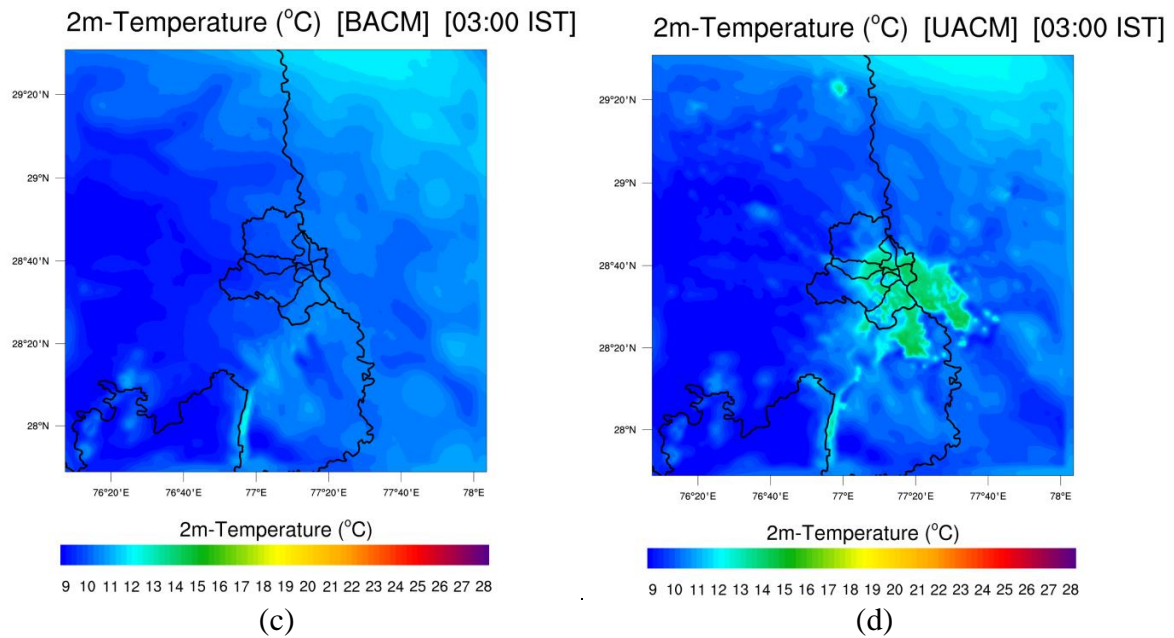 2m-Temperature (°C) [BACM] [03:00 IST]
29°20'N
29°N
28°40'N
28°20'N
28°N
76°20'E 76°40'E 77°E 77°20'E 77°40'E 78°E
2m-Temperature (°C)
9 10 11 12 13 14 15 16 17 18 19 20 21 22 23 24 25 26 27 28
(c)
2m-Temperature (°C) [UACM] [03:00 IST]
29°20'N
29°N
28°40'N
28°20'N
28°N
76°20'E 76°40'E 77°E 77°20'E 77°40'E 78°E
2m-Temperature (°C)
9 10 11 12 13 14 15 16 17 18 19 20 21 22 23 24 25 26 27 28
(d)